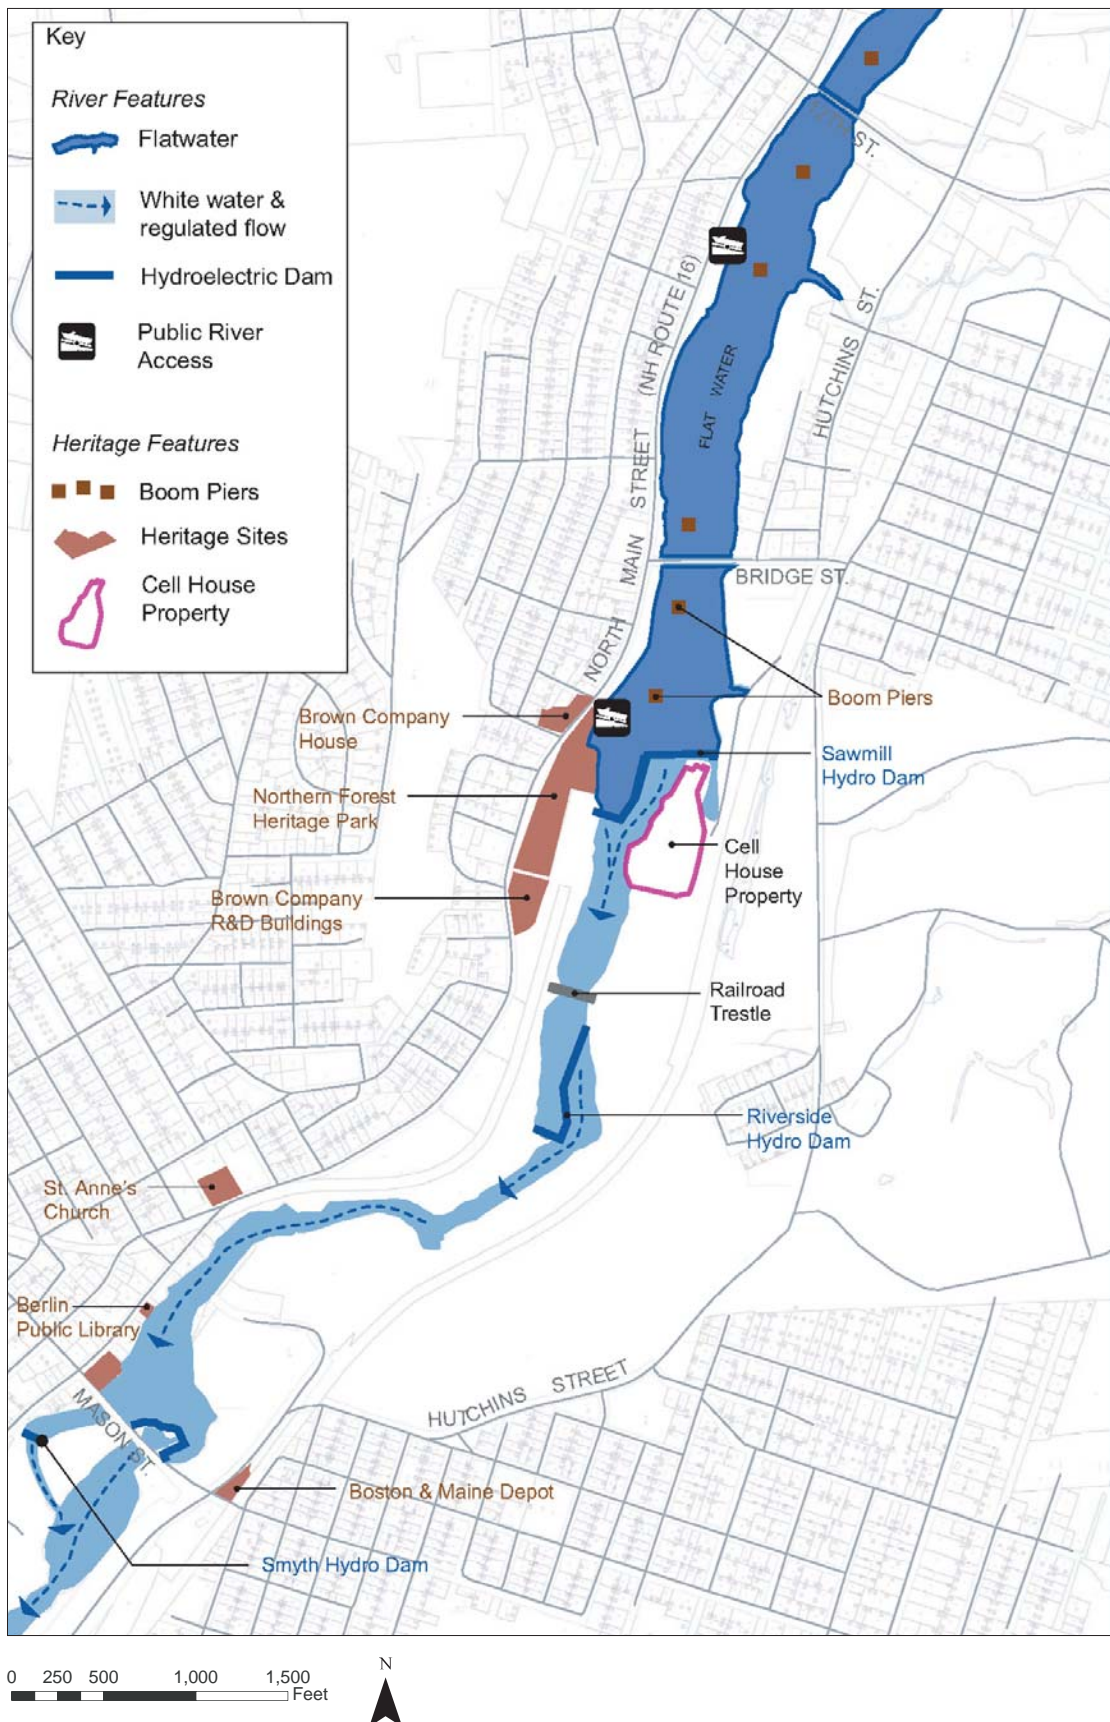 Key
River Features
Flatwater
White water &
regulated flow
Hydroelectric Dam
Public River
Access
Heritage Features
Boom Piers
Heritage Sites
Cell House
Property
12TH ST.
NORTH MAIN STREET (NH ROUTE 16)
HUTCHINS ST.
FLAT WATER
BRIDGE ST.
Boom Piers
Brown Company
House
Sawmill
Hydro Dam
Northern Forest
Heritage Park
Cell
House
Property
Brown Company
R&D Buildings
Railroad
Trestle
Riverside
Hydro Dam
St. Anne's
Church
Berlin
Public Library
MASON ST.
HUTCHINS STREET
Boston & Maine Depot
Smyth Hydro Dam
0 250 500 1,000 1,500
Feet
N